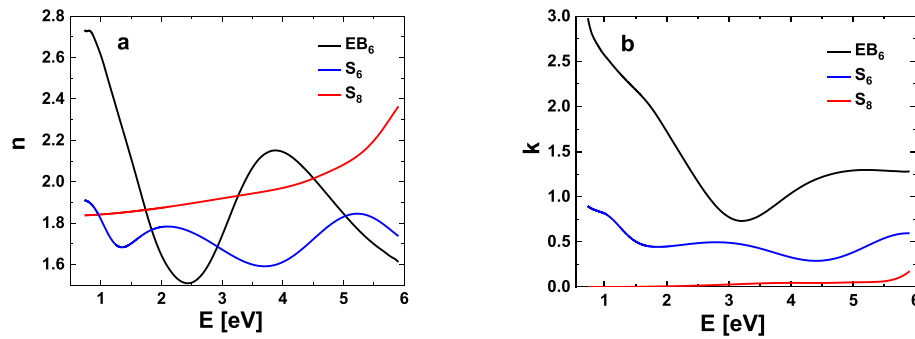 a
EB₆
S₆
S₈
2.8
2.6
2.4
2.2
2.0
1.8
1.6
n
1 2 3 4 5 6
E [eV]
b
EB₆
S₆
S₈
3.0
2.5
2.0
1.5
1.0
0.5
0.0
k
1 2 3 4 5 6
E [eV]